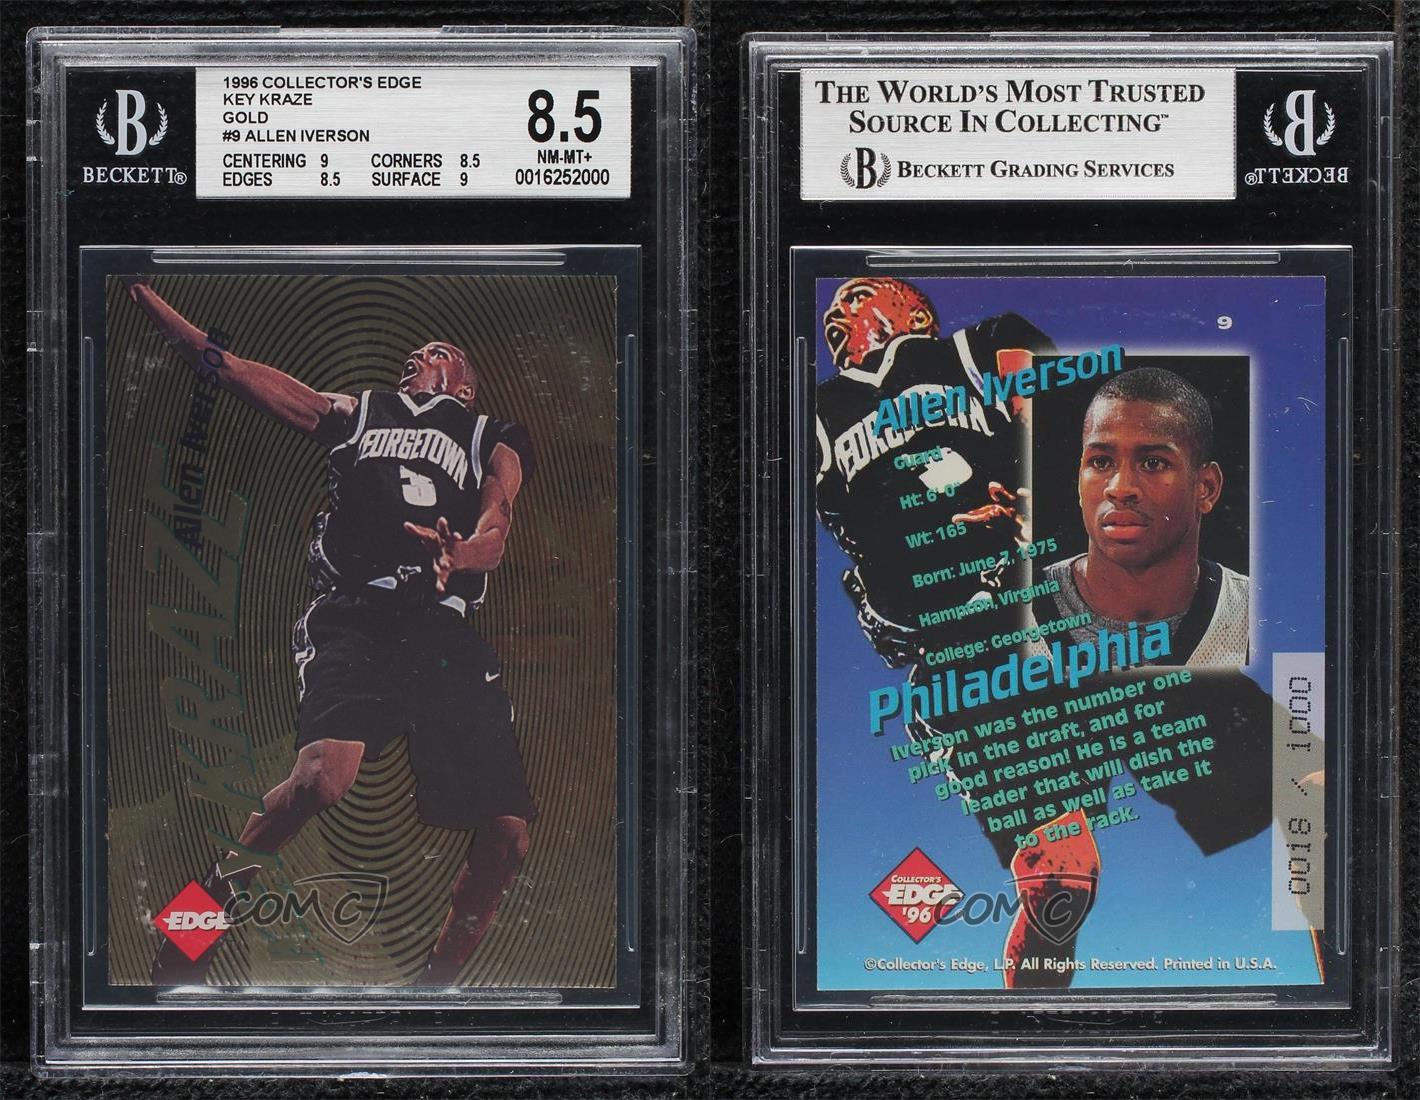 1996 COLLECTOR'S EDGE
KEY KRAZE
GOLD
#9 ALLEN IVERSON
CENTERING 9 CORNERS 8.5
EDGES 8.5 SURFACE 9
8.5
NM-MT+
0016252000
B
BECKETT®
Allen Iverson
KEY KRAZE
GEORGETOWN
3
EDGE
COMC
THE WORLD'S MOST TRUSTED
SOURCE IN COLLECTING™
B BECKETT GRADING SERVICES
B
BECKETT®
9
Allen Iverson
Guard
Ht: 6'0"
Wt: 165
Born: June 7, 1975
Hampton, Virginia
College: Georgetown
Philadelphia
Iverson was the number one
pick in the draft, and for
good reason! He is a team
leader that will dish the
ball as well as take it
to the rack.
0018 / 1000
COLLECTOR'S
EDGE
'96
COMC
©Collector's Edge, L.P. All Rights Reserved. Printed in U.S.A.